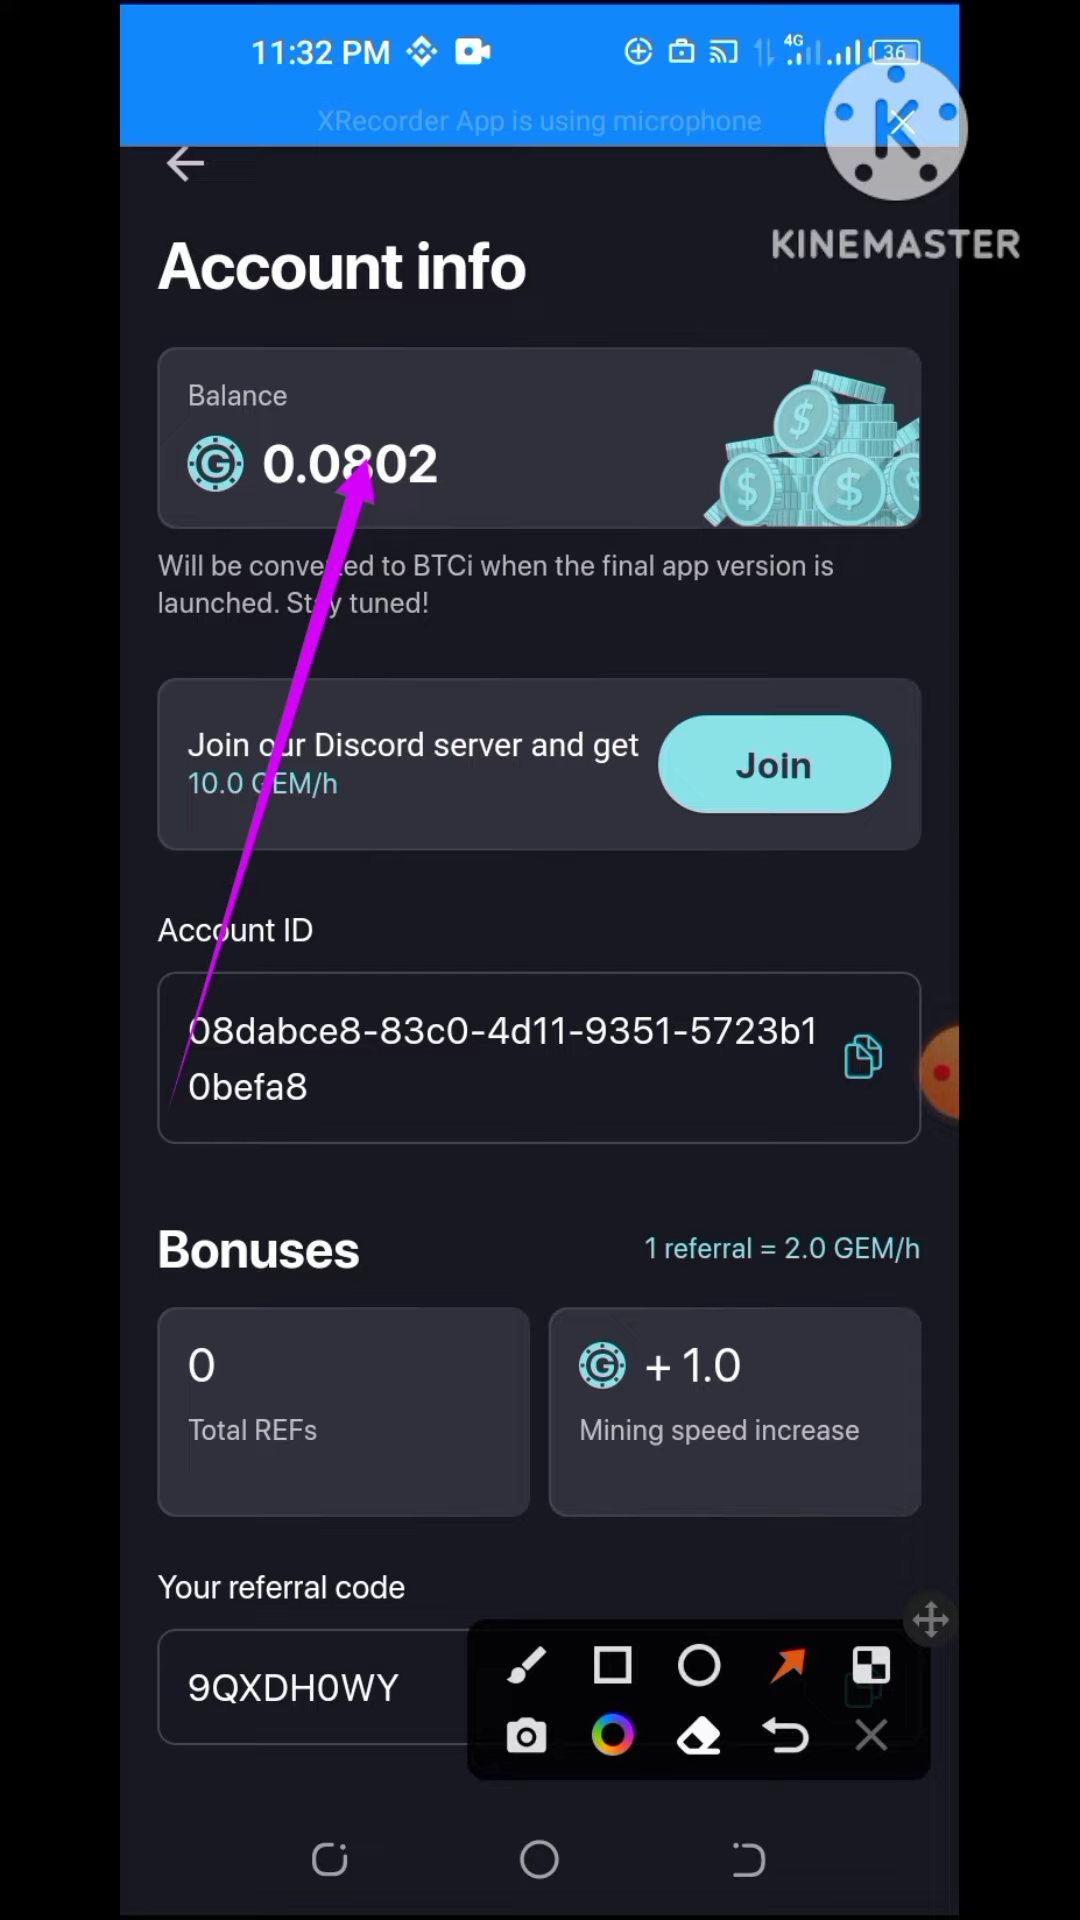 11:32 PM
4G
36
XRecorder App is using microphone
KINEMASTER
Account info
Balance
0.0802
Will be converted to BTCi when the final app version is
launched. Stay tuned!
Join our Discord server and get
10.0 GEM/h
Join
Account ID
08dabce8-83c0-4d11-9351-5723b1
0befa8
Bonuses
1 referral = 2.0 GEM/h
0
Total REFs
G + 1.0
Mining speed increase
Your referral code
9QXDH0WY